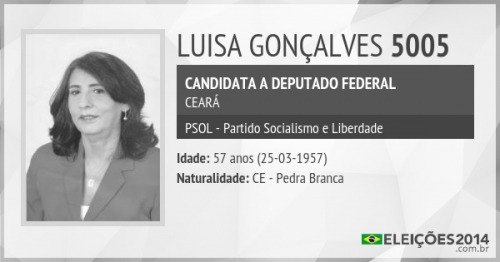 LUISA GONÇALVES 5005
CANDIDATA A DEPUTADO FEDERAL
CEARÁ
PSOL - Partido Socialismo e Liberdade
Idade: 57 anos (25-03-1957)
Naturalidade: CE - Pedra Branca
ELEIÇÕES2014
.com.br